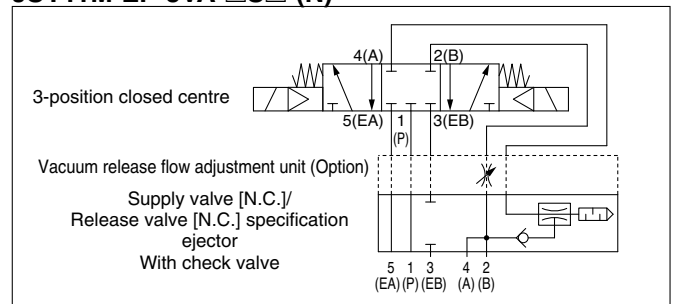 4(A) 2(B)
3-position closed centre
5(EA) 1 3(EB)
(P)
Vacuum release flow adjustment unit (Option)
Supply valve [N.C.]/
Release valve [N.C.] specification
ejector
With check valve
5 1 3 4 2
(EA) (P) (EB) (A) (B)